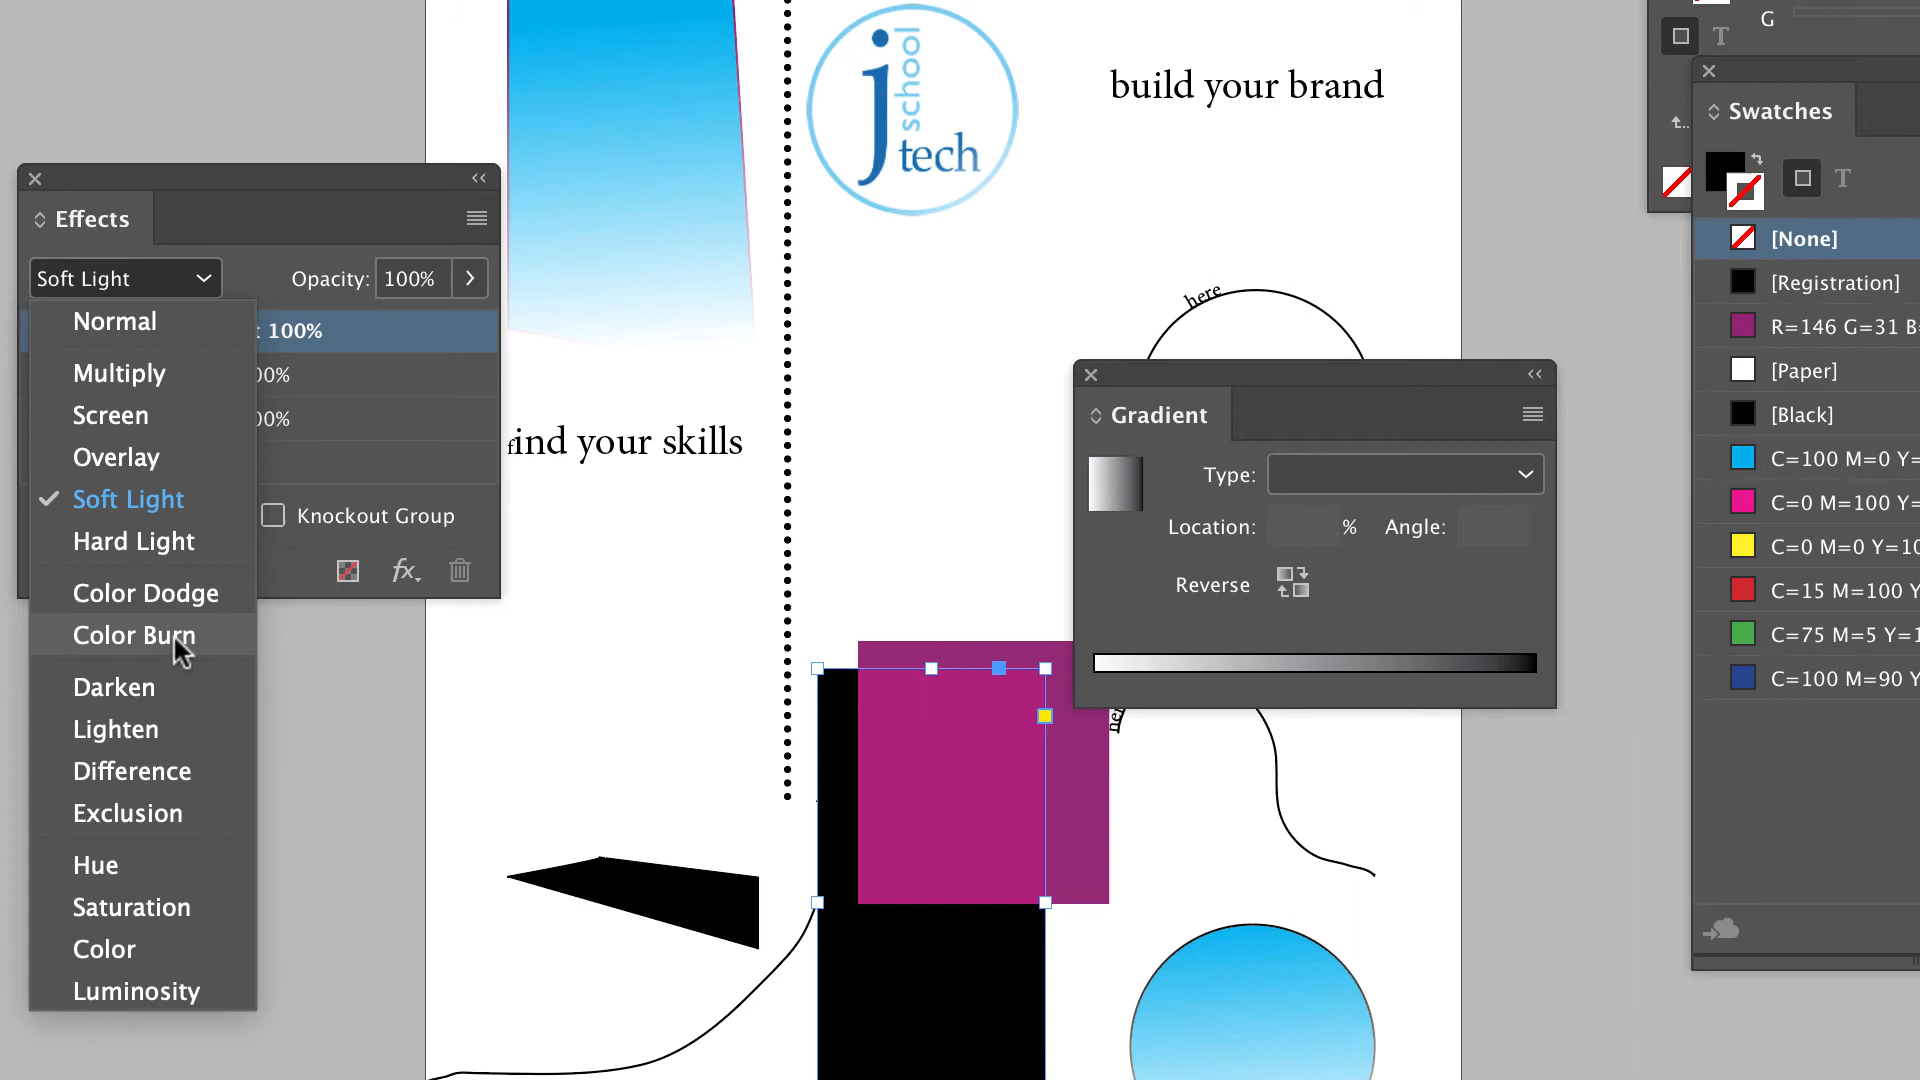 G
T
Swatches
T
[None]
[Registration]
R=146 G=31 B=
[Paper]
[Black]
C=100 M=0 Y=
C=0 M=100 Y=
C=0 M=0 Y=10
C=15 M=100 Y
C=75 M=5 Y=1
C=100 M=90 Y
j school tech
build your brand
Effects
Soft Light
Opacity: 100%
t 100%
00%
00%
Normal
Multiply
Screen
Overlay
Soft Light
Hard Light
Color Dodge
Color Burn
Darken
Lighten
Difference
Exclusion
Hue
Saturation
Color
Luminosity
Knockout Group
fx
find your skills
here
Gradient
Type:
Location: % Angle:
Reverse